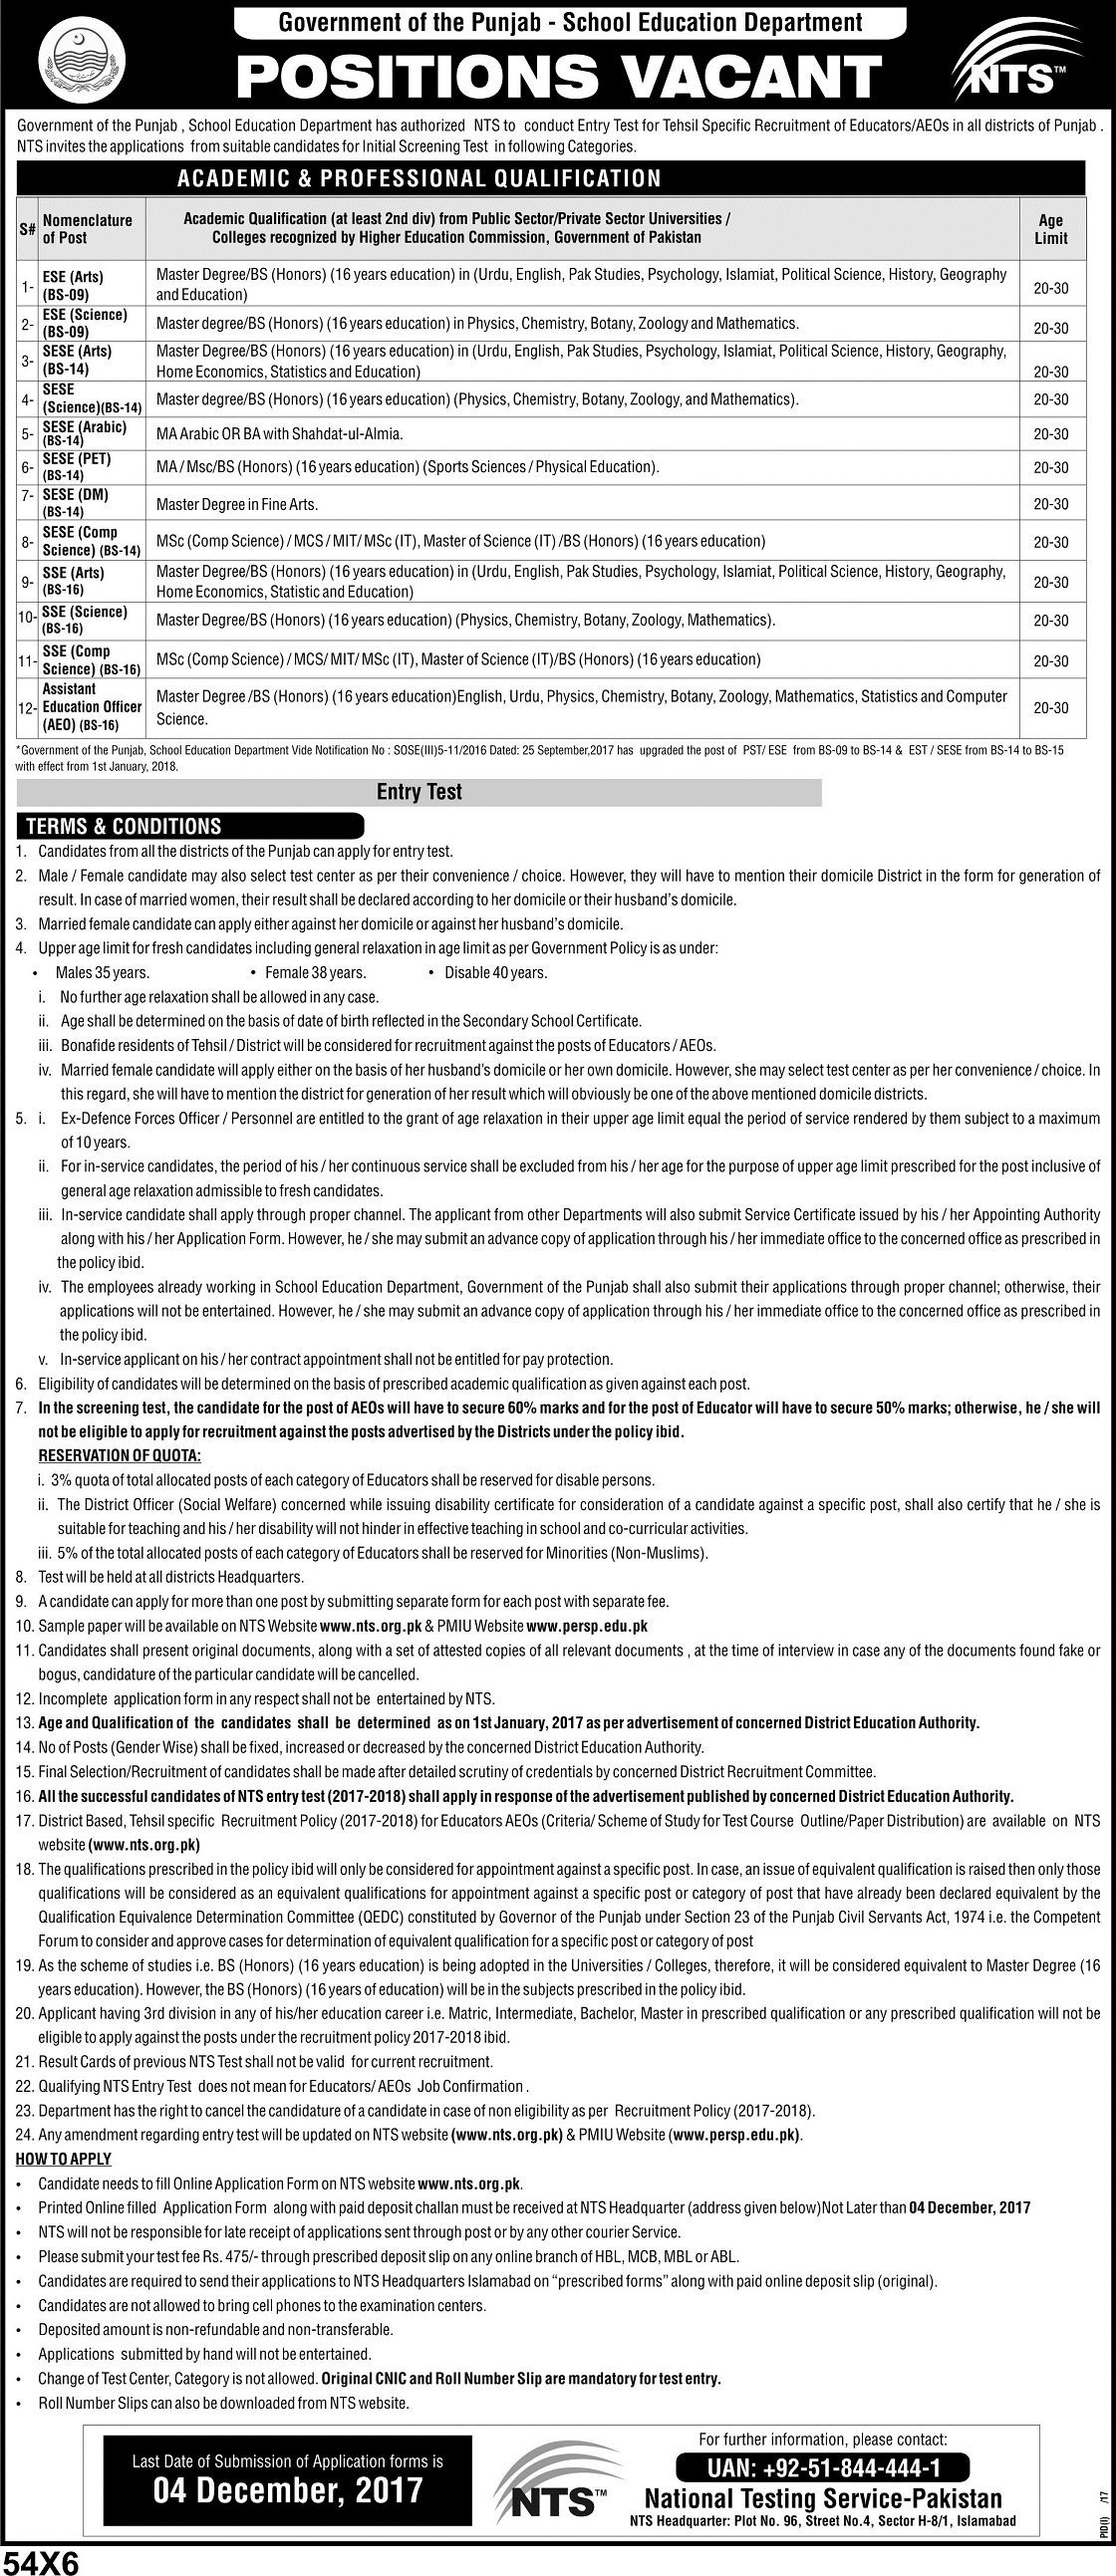 Government of the Punjab - School Education Department
POSITIONS VACANT
NTS™
Government of the Punjab , School Education Department has authorized NTS to conduct Entry Test for Tehsil Specific Recruitment of Educators/AEOs in all districts of Punjab .
NTS invites the applications from suitable candidates for Initial Screening Test in following Categories.
ACADEMIC & PROFESSIONAL QUALIFICATION
S# Nomenclature of Post Academic Qualification (at least 2nd div) from Public Sector/Private Sector Universities / Age
Colleges recognized by Higher Education Commission, Government of Pakistan Limit
1- ESE (Arts) (BS-09) Master Degree/BS (Honors) (16 years education) in (Urdu, English, Pak Studies, Psychology, Islamiat, Political Science, History, Geography
and Education) 20-30
2- ESE (Science) (BS-09) Master degree/BS (Honors) (16 years education) in Physics, Chemistry, Botany, Zoology and Mathematics. 20-30
3- SESE (Arts) (BS-14) Master Degree/BS (Honors) (16 years education) in (Urdu, English, Pak Studies, Psychology, Islamiat, Political Science, History, Geography,
Home Economics, Statistics and Education) 20-30
4- SESE (Science)(BS-14) Master degree/BS (Honors) (16 years education) (Physics, Chemistry, Botany, Zoology, and Mathematics). 20-30
5- SESE (Arabic) (BS-14) MA Arabic OR BA with Shahdat-ul-Almia. 20-30
6- SESE (PET) (BS-14) MA / Msc/BS (Honors) (16 years education) (Sports Sciences / Physical Education). 20-30
7- SESE (DM) (BS-14) Master Degree in Fine Arts. 20-30
8- SESE (Comp Science) (BS-14) MSc (Comp Science) / MCS / MIT/ MSc (IT), Master of Science (IT) /BS (Honors) (16 years education) 20-30
9- SSE (Arts) (BS-16) Master Degree/BS (Honors) (16 years education) in (Urdu, English, Pak Studies, Psychology, Islamiat, Political Science, History, Geography,
Home Economics, Statistic and Education) 20-30
10- SSE (Science) (BS-16) Master Degree/BS (Honors) (16 years education) (Physics, Chemistry, Botany, Zoology, Mathematics). 20-30
11- SSE (Comp Science) (BS-16) MSc (Comp Science) / MCS/ MIT/ MSc (IT), Master of Science (IT)/BS (Honors) (16 years education) 20-30
12- Assistant Education Officer (AEO) (BS-16) Master Degree /BS (Honors) (16 years education)English, Urdu, Physics, Chemistry, Botany, Zoology, Mathematics, Statistics and Computer
Science. 20-30
*Government of the Punjab, School Education Department Vide Notification No : SOSE(III)5-11/2016 Dated: 25 September,2017 has upgraded the post of PST/ ESE from BS-09 to BS-14 & EST / SESE from BS-14 to BS-15
with effect from 1st January, 2018.
Entry Test
TERMS & CONDITIONS
1. Candidates from all the districts of the Punjab can apply for entry test.
2. Male / Female candidate may also select test center as per their convenience / choice. However, they will have to mention their domicile District in the form for generation of
result. In case of married women, their result shall be declared according to her domicile or their husband's domicile.
3. Married female candidate can apply either against her domicile or against her husband's domicile.
4. Upper age limit for fresh candidates including general relaxation in age limit as per Government Policy is as under:
• Males 35 years. • Female 38 years. • Disable 40 years.
i. No further age relaxation shall be allowed in any case.
ii. Age shall be determined on the basis of date of birth reflected in the Secondary School Certificate.
iii. Bonafide residents of Tehsil / District will be considered for recruitment against the posts of Educators / AEOs.
iv. Married female candidate will apply either on the basis of her husband's domicile or her own domicile. However, she may select test center as per her convenience / choice. In
this regard, she will have to mention the district for generation of her result which will obviously be one of the above mentioned domicile districts.
5. i. Ex-Defence Forces Officer / Personnel are entitled to the grant of age relaxation in their upper age limit equal the period of service rendered by them subject to a maximum
of 10 years.
ii. For in-service candidates, the period of his / her continuous service shall be excluded from his / her age for the purpose of upper age limit prescribed for the post inclusive of
general age relaxation admissible to fresh candidates.
iii. In-service candidate shall apply through proper channel. The applicant from other Departments will also submit Service Certificate issued by his / her Appointing Authority
along with his / her Application Form. However, he / she may submit an advance copy of application through his / her immediate office to the concerned office as prescribed in
the policy ibid.
iv. The employees already working in School Education Department, Government of the Punjab shall also submit their applications through proper channel; otherwise, their
applications will not be entertained. However, he / she may submit an advance copy of application through his / her immediate office to the concerned office as prescribed in
the policy ibid.
v. In-service applicant on his / her contract appointment shall not be entitled for pay protection.
6. Eligibility of candidates will be determined on the basis of prescribed academic qualification as given against each post.
7. In the screening test, the candidate for the post of AEOs will have to secure 60% marks and for the post of Educator will have to secure 50% marks; otherwise, he / she will
not be eligible to apply for recruitment against the posts advertised by the Districts under the policy ibid.
RESERVATION OF QUOTA:
i. 3% quota of total allocated posts of each category of Educators shall be reserved for disable persons.
ii. The District Officer (Social Welfare) concerned while issuing disability certificate for consideration of a candidate against a specific post, shall also certify that he / she is
suitable for teaching and his / her disability will not hinder in effective teaching in school and co-curricular activities.
iii. 5% of the total allocated posts of each category of Educators shall be reserved for Minorities (Non-Muslims).
8. Test will be held at all districts Headquarters.
9. A candidate can apply for more than one post by submitting separate form for each post with separate fee.
10. Sample paper will be available on NTS Website www.nts.org.pk & PMIU Website www.persp.edu.pk
11. Candidates shall present original documents, along with a set of attested copies of all relevant documents , at the time of interview in case any of the documents found fake or
bogus, candidature of the particular candidate will be cancelled.
12. Incomplete application form in any respect shall not be entertained by NTS.
13. Age and Qualification of the candidates shall be determined as on 1st January, 2017 as per advertisement of concerned District Education Authority.
14. No of Posts (Gender Wise) shall be fixed, increased or decreased by the concerned District Education Authority.
15. Final Selection/Recruitment of candidates shall be made after detailed scrutiny of credentials by concerned District Recruitment Committee.
16. All the successful candidates of NTS entry test (2017-2018) shall apply in response of the advertisement published by concerned District Education Authority.
17. District Based, Tehsil specific Recruitment Policy (2017-2018) for Educators AEOs (Criteria/ Scheme of Study for Test Course Outline/Paper Distribution) are available on NTS
website (www.nts.org.pk)
18. The qualifications prescribed in the policy ibid will only be considered for appointment against a specific post. In case, an issue of equivalent qualification is raised then only those
qualifications will be considered as an equivalent qualifications for appointment against a specific post or category of post that have already been declared equivalent by the
Qualification Equivalence Determination Committee (QEDC) constituted by Governor of the Punjab under Section 23 of the Punjab Civil Servants Act, 1974 i.e. the Competent
Forum to consider and approve cases for determination of equivalent qualification for a specific post or category of post
19. As the scheme of studies i.e. BS (Honors) (16 years education) is being adopted in the Universities / Colleges, therefore, it will be considered equivalent to Master Degree (16
years education). However, the BS (Honors) (16 years of education) will be in the subjects prescribed in the policy ibid.
20. Applicant having 3rd division in any of his/her education career i.e. Matric, Intermediate, Bachelor, Master in prescribed qualification or any prescribed qualification will not be
eligible to apply against the posts under the recruitment policy 2017-2018 ibid.
21. Result Cards of previous NTS Test shall not be valid for current recruitment.
22. Qualifying NTS Entry Test does not mean for Educators/ AEOs Job Confirmation .
23. Department has the right to cancel the candidature of a candidate in case of non eligibility as per Recruitment Policy (2017-2018).
24. Any amendment regarding entry test will be updated on NTS website (www.nts.org.pk) & PMIU Website (www.persp.edu.pk).
HOW TO APPLY
• Candidate needs to fill Online Application Form on NTS website www.nts.org.pk.
• Printed Online filled Application Form along with paid deposit challan must be received at NTS Headquarter (address given below)Not Later than 04 December, 2017
• NTS will not be responsible for late receipt of applications sent through post or by any other courier Service.
• Please submit your test fee Rs. 475/- through prescribed deposit slip on any online branch of HBL, MCB, MBL or ABL.
• Candidates are required to send their applications to NTS Headquarters Islamabad on "prescribed forms" along with paid online deposit slip (original).
• Candidates are not allowed to bring cell phones to the examination centers.
• Deposited amount is non-refundable and non-transferable.
• Applications submitted by hand will not be entertained.
• Change of Test Center, Category is not allowed. Original CNIC and Roll Number Slip are mandatory for test entry.
• Roll Number Slips can also be downloaded from NTS website.
Last Date of Submission of Application forms is
04 December, 2017
NTS™
For further information, please contact:
UAN: +92-51-844-444-1
National Testing Service-Pakistan
NTS Headquarter: Plot No. 96, Street No.4, Sector H-8/1, Islamabad
PID(I) /17
54X6